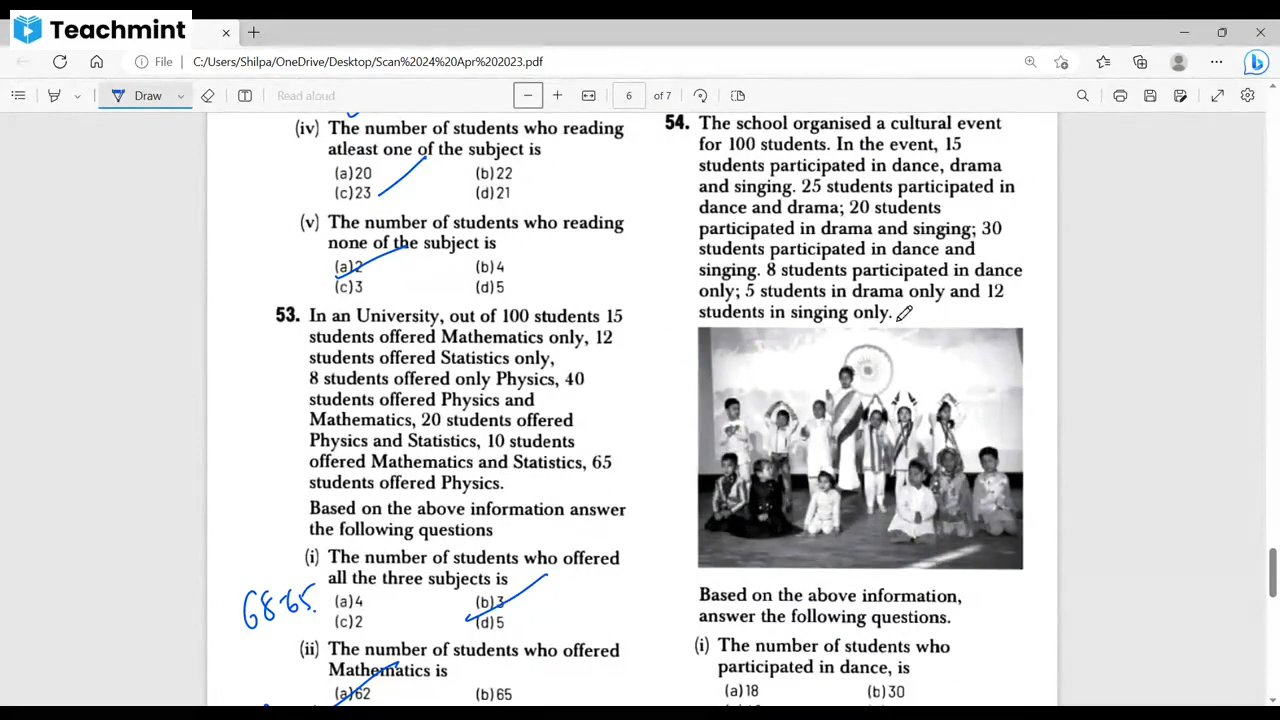 Teachmint
File
C:/Users/Shilpa/OneDrive/Desktop/Scan%2024%20Apr%202023.pdf
Draw
Read aloud
6
of 7
(iv) The number of students who reading
atleast one of the subject is
(a) 20 (b) 22
(c) 23 (d) 21
(v) The number of students who reading
none of the subject is
(a) 2 (b) 4
(c) 3 (d) 5
53. In an University, out of 100 students 15
students offered Mathematics only, 12
students offered Statistics only,
8 students offered only Physics, 40
students offered Physics and
Mathematics, 20 students offered
Physics and Statistics, 10 students
offered Mathematics and Statistics, 65
students offered Physics.
Based on the above information answer
the following questions
(i) The number of students who offered
all the three subjects is
68-65.
(a) 4 (b) 3
(c) 2 (d) 5
(ii) The number of students who offered
Mathematics is
(a) 62 (b) 65
54. The school organised a cultural event
for 100 students. In the event, 15
students participated in dance, drama
and singing. 25 students participated in
dance and drama; 20 students
participated in drama and singing; 30
students participated in dance and
singing. 8 students participated in dance
only; 5 students in drama only and 12
students in singing only.
Based on the above information,
answer the following questions.
(i) The number of students who
participated in dance, is
(a) 18 (b) 30